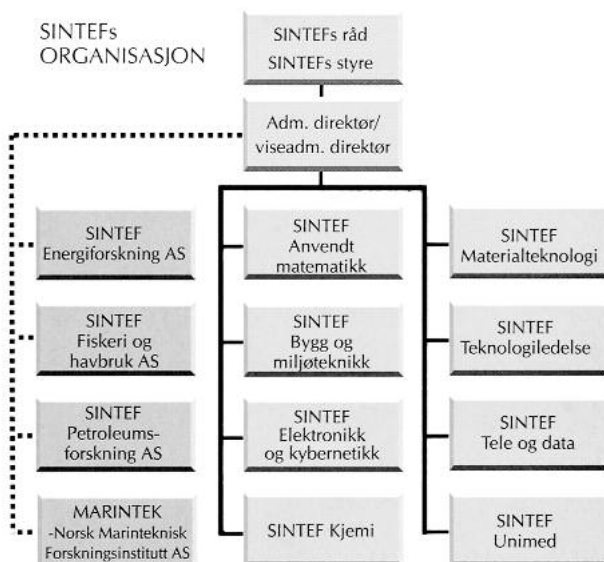 SINTEFs
ORGANISASJON
SINTEFs råd
SINTEFs styre
Adm. direktør/
viseadm. direktør
SINTEF
Energiforskning AS
SINTEF
Fiskeri og
havbruk AS
SINTEF
Petroleums-
forskning AS
MARINTEK
-Norsk Marinteknisk
Forskningsinstitutt AS
SINTEF
Anvendt
matematikk
SINTEF
Bygg og
miljøteknikk
SINTEF
Elektronikk
og kybernetikk
SINTEF Kjemi
SINTEF
Materialteknologi
SINTEF
Teknologiledelse
SINTEF
Tele og data
SINTEF
Unimed